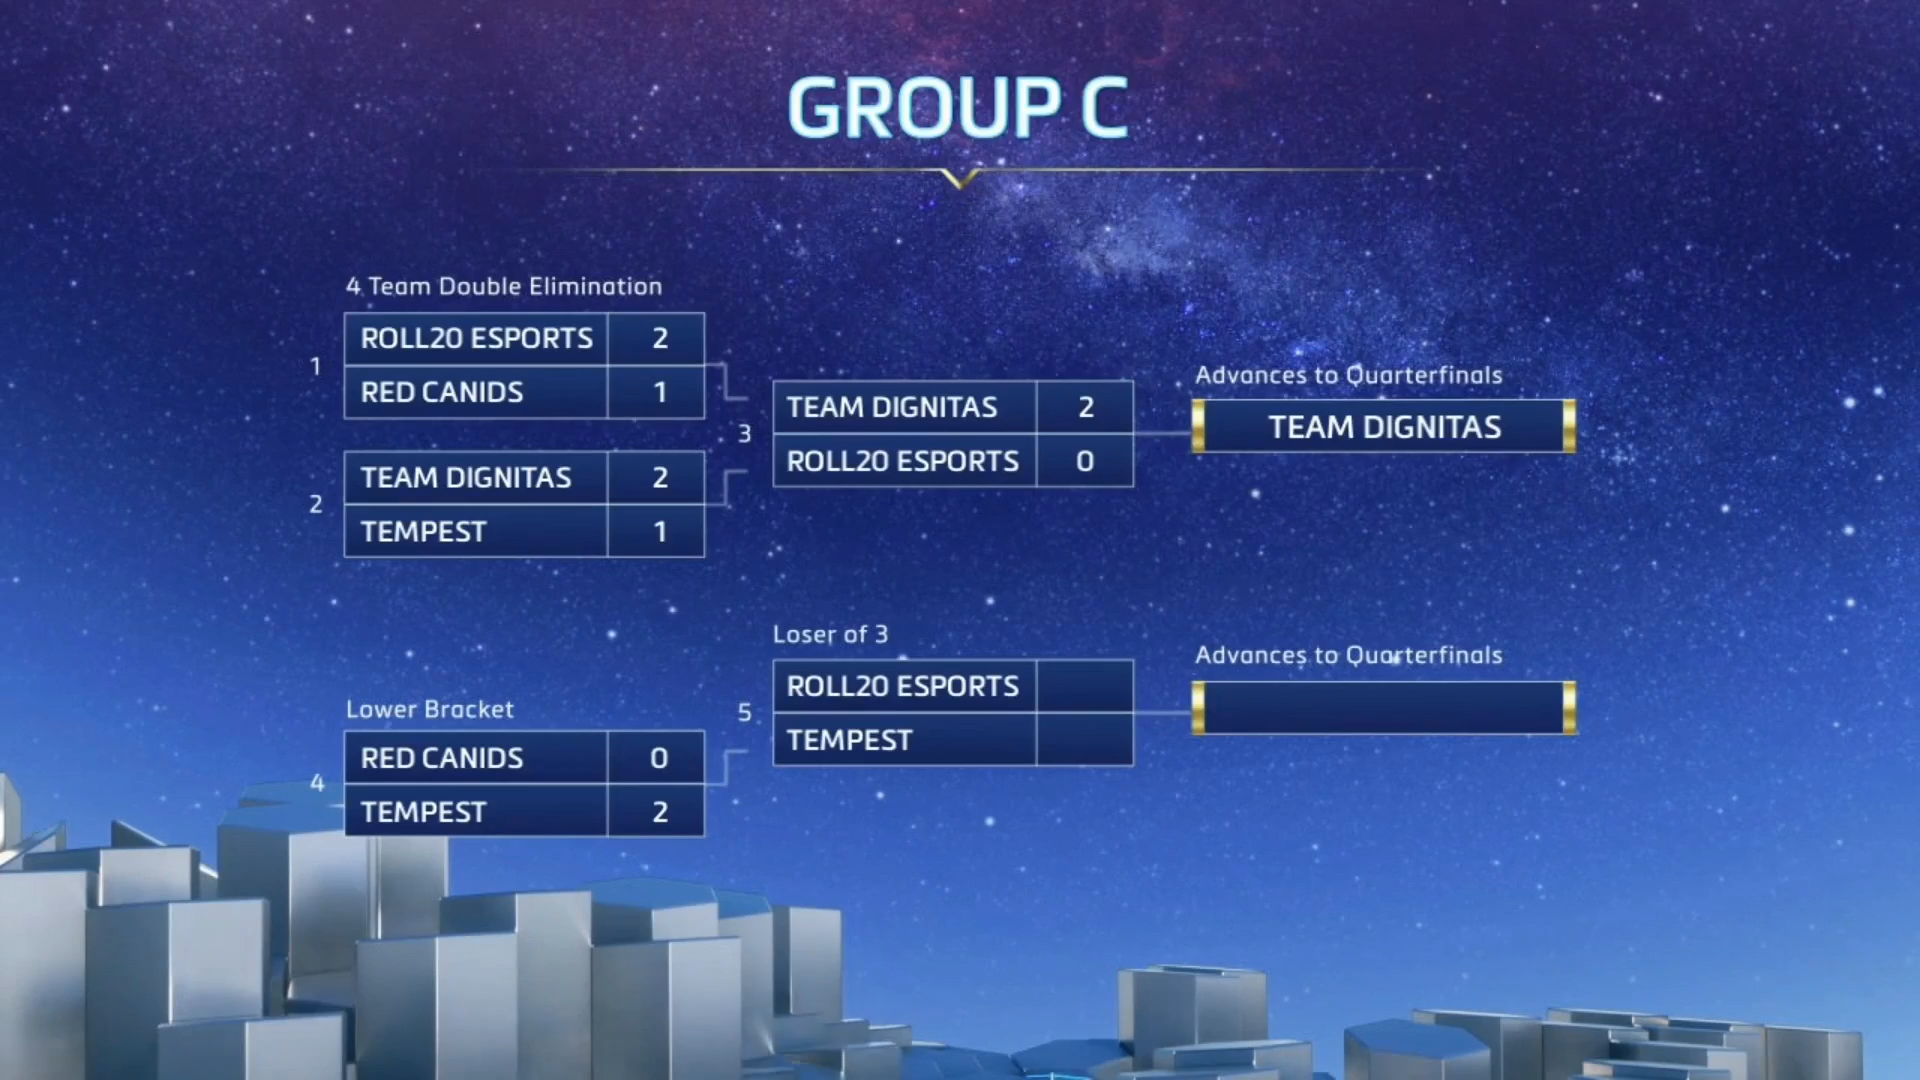 GROUP C
4 Team Double Elimination
1
ROLL20 ESPORTS 2
RED CANIDS 1
2
TEAM DIGNITAS 2
TEMPEST 1
3
TEAM DIGNITAS 2
ROLL20 ESPORTS 0
Advances to Quarterfinals
TEAM DIGNITAS
Lower Bracket
4
RED CANIDS 0
TEMPEST 2
Loser of 3
5
ROLL20 ESPORTS
TEMPEST
Advances to Quarterfinals